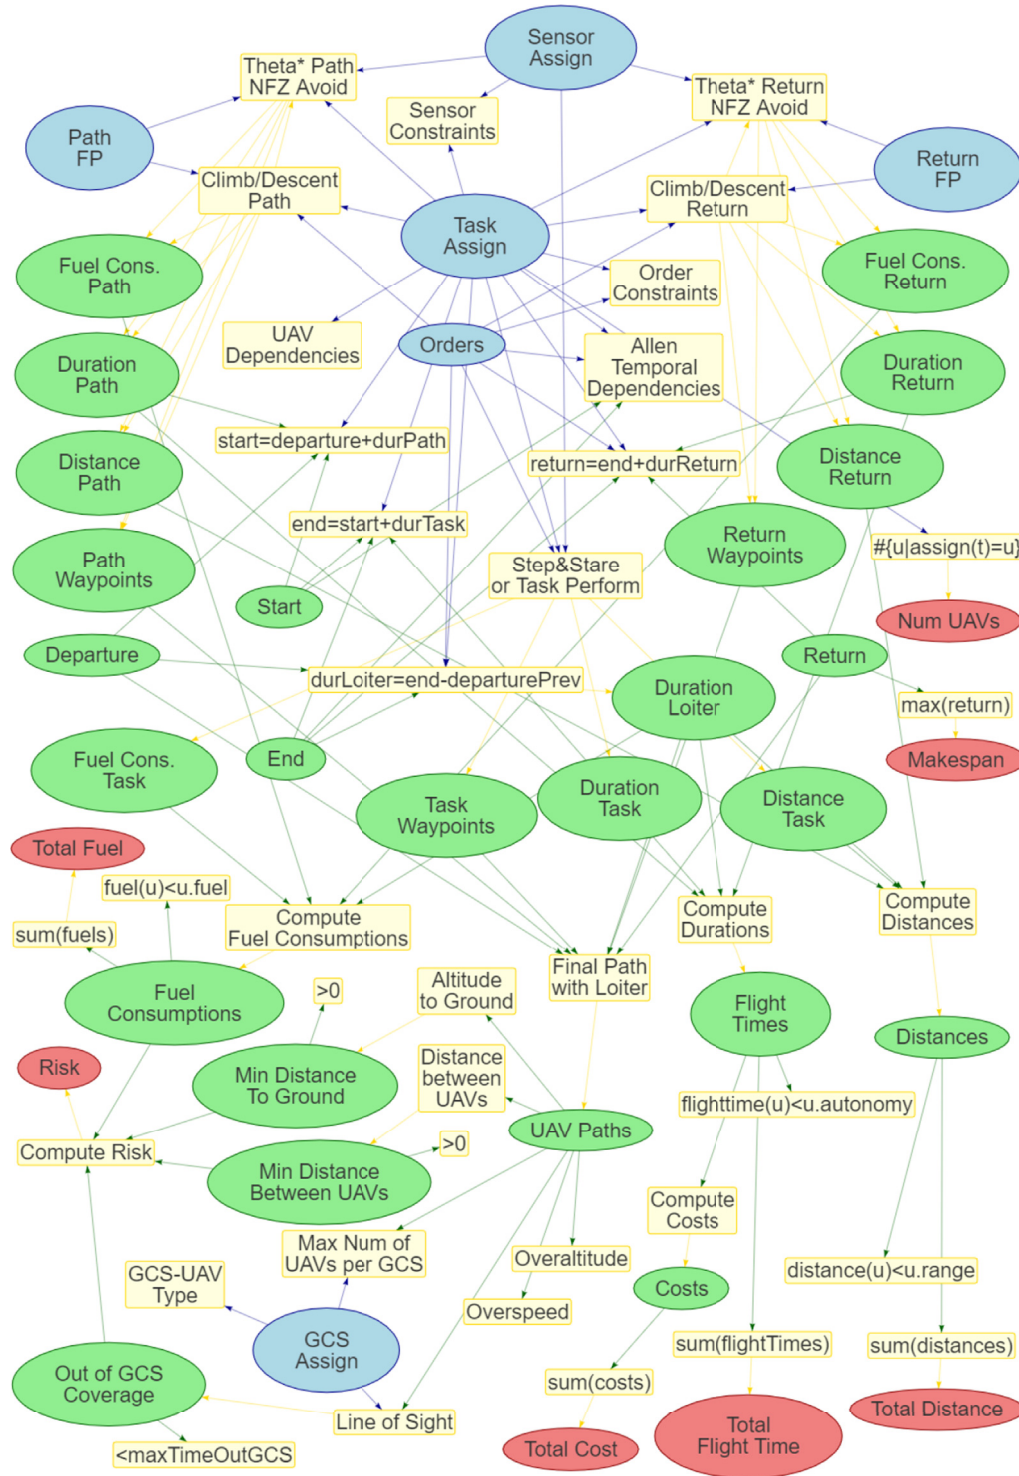 Sensor
Assign
Theta* Path
NFZ Avoid
Theta* Return
NFZ Avoid
Sensor
Constraints
Path
FP
Return
FP
Climb/Descent
Path
Climb/Descent
Return
Task
Assign
Fuel Cons.
Path
Order
Constraints
Fuel Cons.
Return
UAV
Dependencies
Orders
Allen
Temporal
Dependencies
Duration
Path
Duration
Return
start=departure+durPath
return=end+durReturn
Distance
Path
Distance
Return
end=start+durTask
Return
Waypoints
#{u|assign(t)=u}
Path
Waypoints
Step&Stare
or Task Perform
Start
Num UAVs
Departure
Return
durLoiter=end-departurePrev
Duration
Loiter
max(return)
Fuel Cons.
Task
End
Makespan
Task
Waypoints
Duration
Task
Distance
Task
Total Fuel
fuel(u)<u.fuel
sum(fuels)
Compute
Fuel Consumptions
Compute
Durations
Compute
Distances
Final Path
with Loiter
Fuel
Consumptions
>0
Altitude
to Ground
Flight
Times
Distances
Risk
Min Distance
To Ground
Distance
between
UAVs
flighttime(u)<u.autonomy
UAV Paths
Compute Risk
>0
Min Distance
Between UAVs
Compute
Costs
Max Num of
UAVs per GCS
Overaltitude
distance(u)<u.range
GCS-UAV
Type
Costs
Overspeed
GCS
Assign
sum(flightTimes)
sum(distances)
Out of GCS
Coverage
sum(costs)
Line of Sight
Total Distance
Total
Flight Time
Total Cost
<maxTimeOutGCS